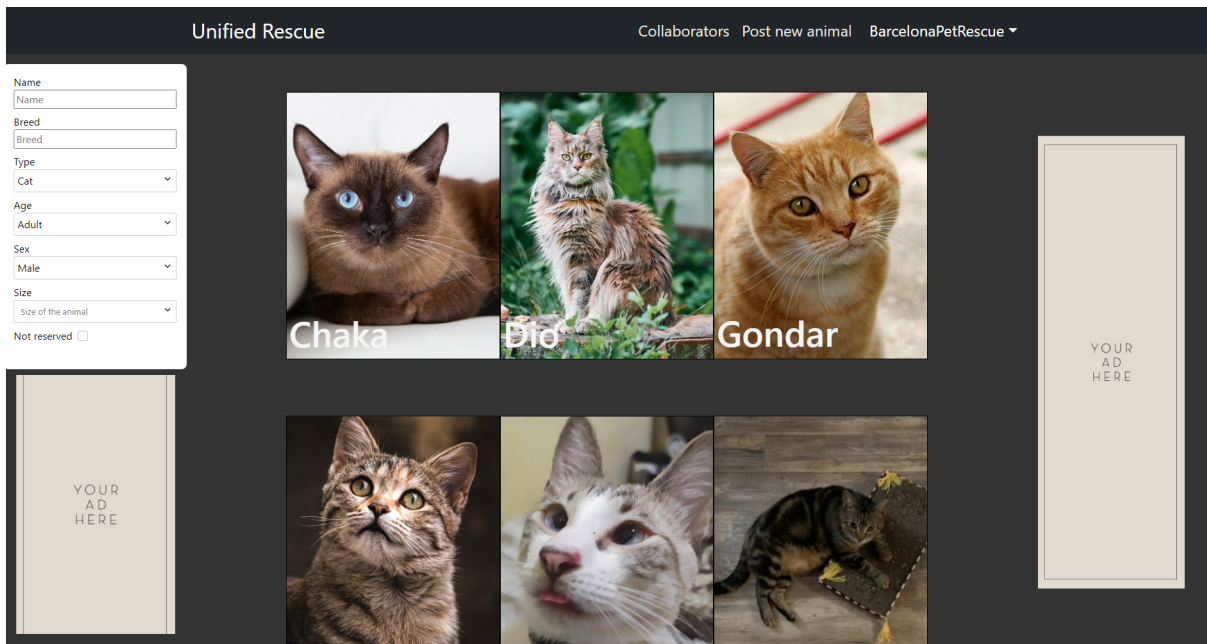 Unified Rescue
Collaborators
Post new animal
BarcelonaPetRescue
Name
Name
Breed
Breed
Type
Cat
Age
Adult
Sex
Male
Size
Size of the animal
Not reserved
YOUR
AD
HERE
Chaka
Dio
Gondar
YOUR
AD
HERE